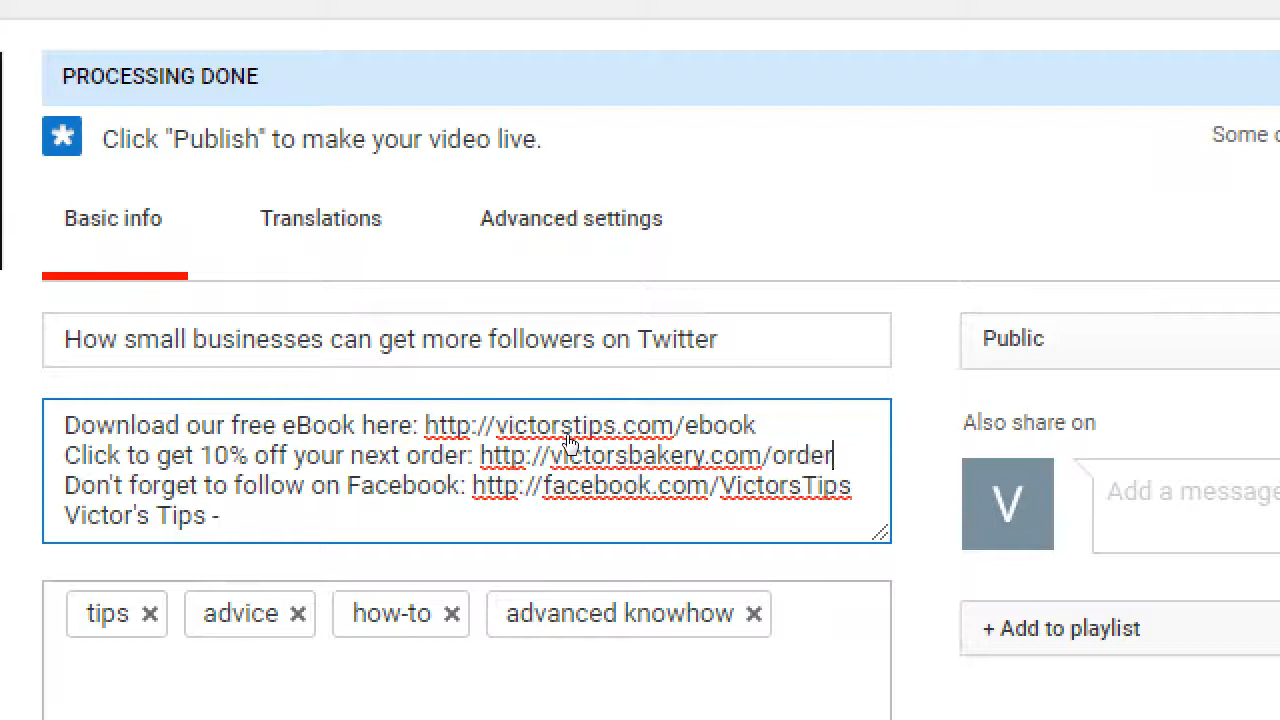 PROCESSING DONE
Click "Publish" to make your video live.
Some
Basic info
Translations
Advanced settings
How small businesses can get more followers on Twitter
Public
Download our free eBook here: http://victorstips.com/ebook
Click to get 10% off your next order: http://victorsbakery.com/order
Don't forget to follow on Facebook: http://facebook.com/VictorsTips
Victor's Tips -
Also share on
V
Add a message
tips
advice
how-to
advanced knowhow
+ Add to playlist